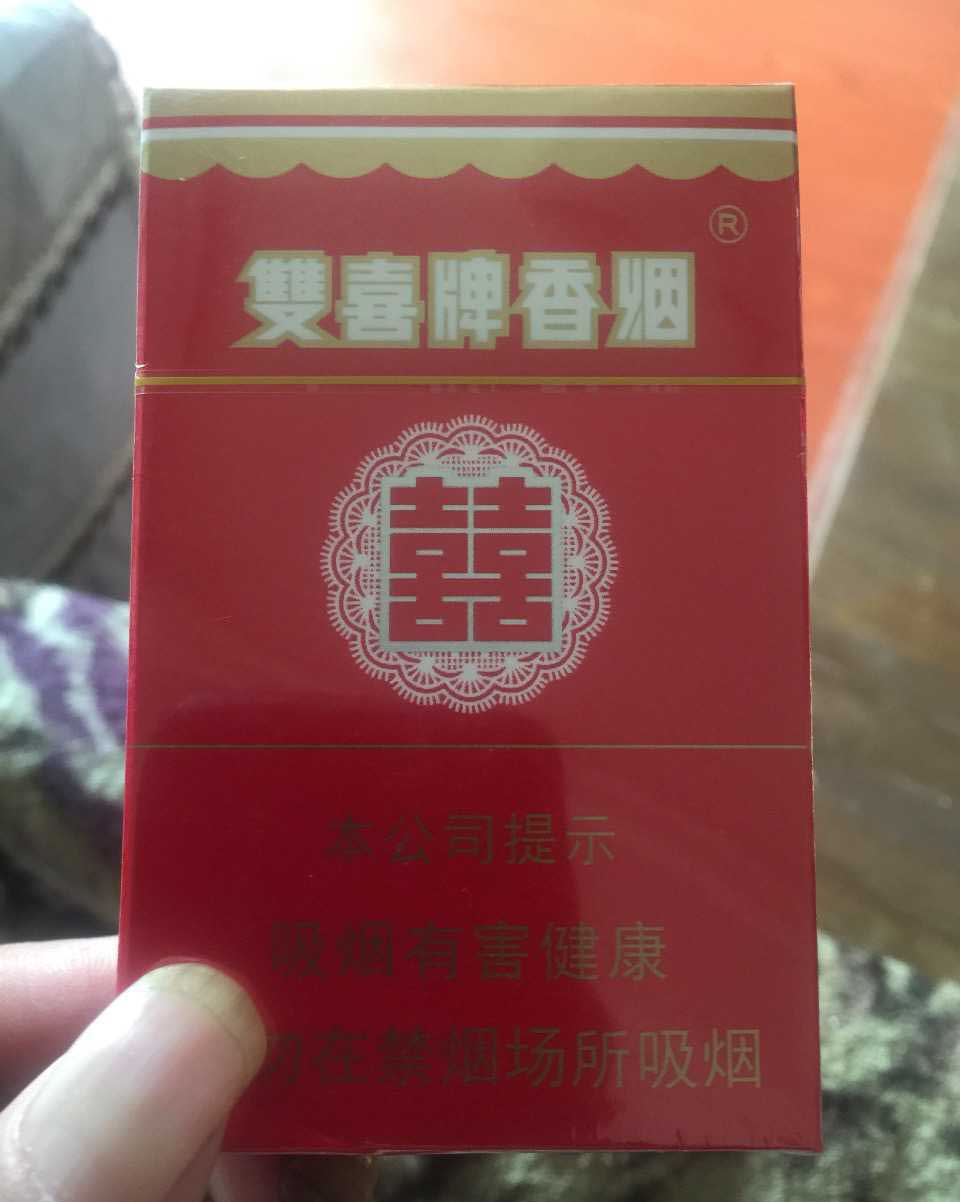 ®
雙喜牌香烟
囍
本公司提示
吸烟有害健康
勿在禁烟场所吸烟